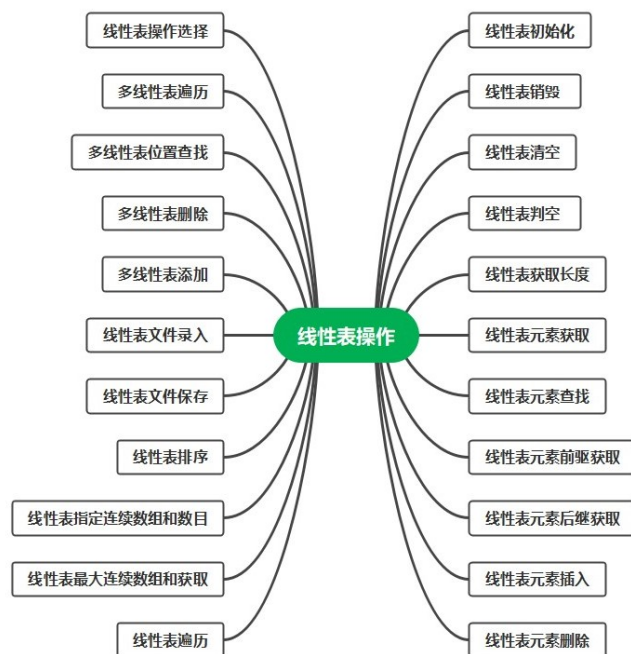 线性表操作选择
多线性表遍历
多线性表位置查找
多线性表删除
多线性表添加
线性表文件录入
线性表文件保存
线性表排序
线性表指定连续数组和数目
线性表最大连续数组和获取
线性表遍历
线性表操作
线性表初始化
线性表销毁
线性表清空
线性表判空
线性表获取长度
线性表元素获取
线性表元素查找
线性表元素前驱获取
线性表元素后继获取
线性表元素插入
线性表元素删除